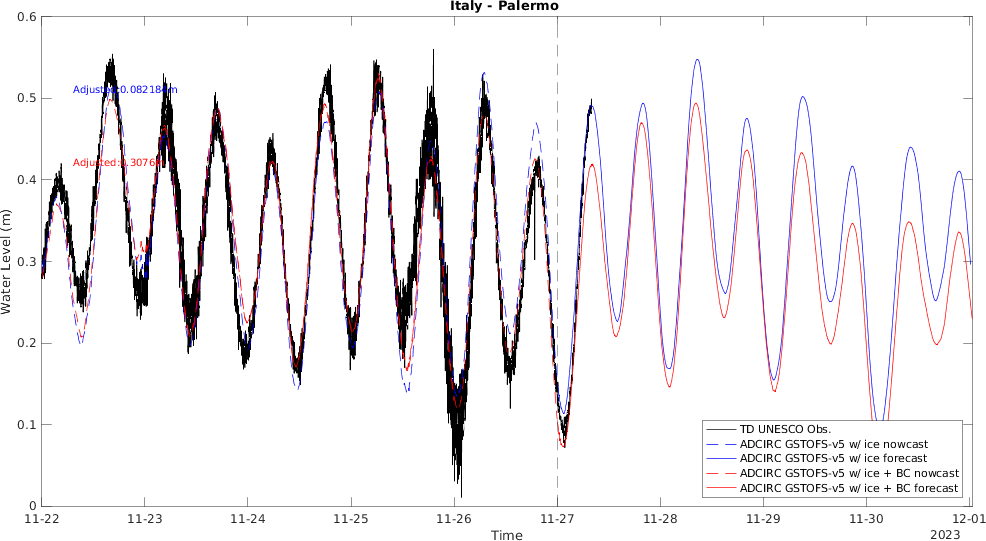 Italy - Palermo
0.6
0.5
0.4
0.3
0.2
0.1
0
Water Level (m)
Adjusted:0.082184m
TD UNESCO Obs.
ADCIRC GSTOFS-v5 w/ ice nowcast
ADCIRC GSTOFS-v5 w/ ice forecast
ADCIRC GSTOFS-v5 w/ ice + BC nowcast
ADCIRC GSTOFS-v5 w/ ice + BC forecast
11-22 11-23 11-24 11-25 11-26 11-27 11-28 11-29 11-30 12-01
Time
2023